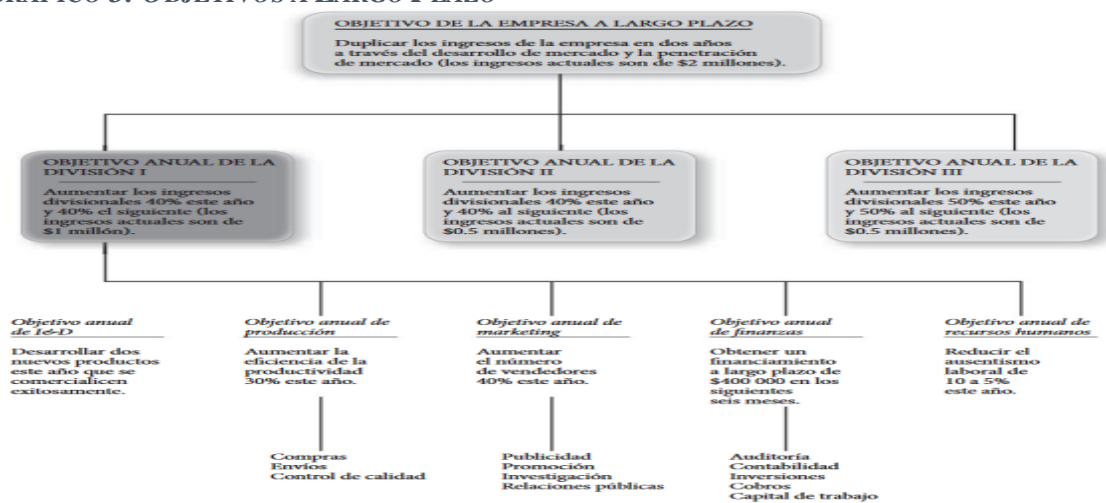 GRÁFICO 3: OBJETIVOS A LARGO PLAZO
OBJETIVO DE LA EMPRESA A LARGO PLAZO
Duplicar los ingresos de la empresa en dos años
a través del desarrollo de mercado y la penetración
de mercado (los ingresos actuales son de $2 millones).
OBJETIVO ANUAL DE LA
DIVISIÓN I
Aumentar los ingresos
divisionales 40% este año
y 40% el siguiente (los
ingresos actuales son de
$1 millón).
OBJETIVO ANUAL DE LA
DIVISIÓN II
Aumentar los ingresos
divisionales 40% este año
y 40% al siguiente (los
ingresos actuales son de
$0.5 millones).
OBJETIVO ANUAL DE LA
DIVISIÓN III
Aumentar los ingresos
divisionales 50% este año
y 50% al siguiente (los
ingresos actuales son de
$0.5 millones).
Objetivo anual
de I&D
Desarrollar dos
nuevos productos
este año que se
comercialicen
exitosamente.
Objetivo anual de
producción
Aumentar la
eficiencia de la
productividad
30% este año.
Compras
Envíos
Control de calidad
Objetivo anual de
marketing
Aumentar
el número
de vendedores
40% este año.
Publicidad
Promoción
Investigación
Relaciones públicas
Objetivo anual
de finanzas
Obtener un
financiamiento
a largo plazo de
$400 000 en los
siguientes
seis meses.
Auditoría
Contabilidad
Inversiones
Cobros
Capital de trabajo
Objetivo anual de
recursos humanos
Reducir el
ausentismo
laboral de
10 a 5%
este año.